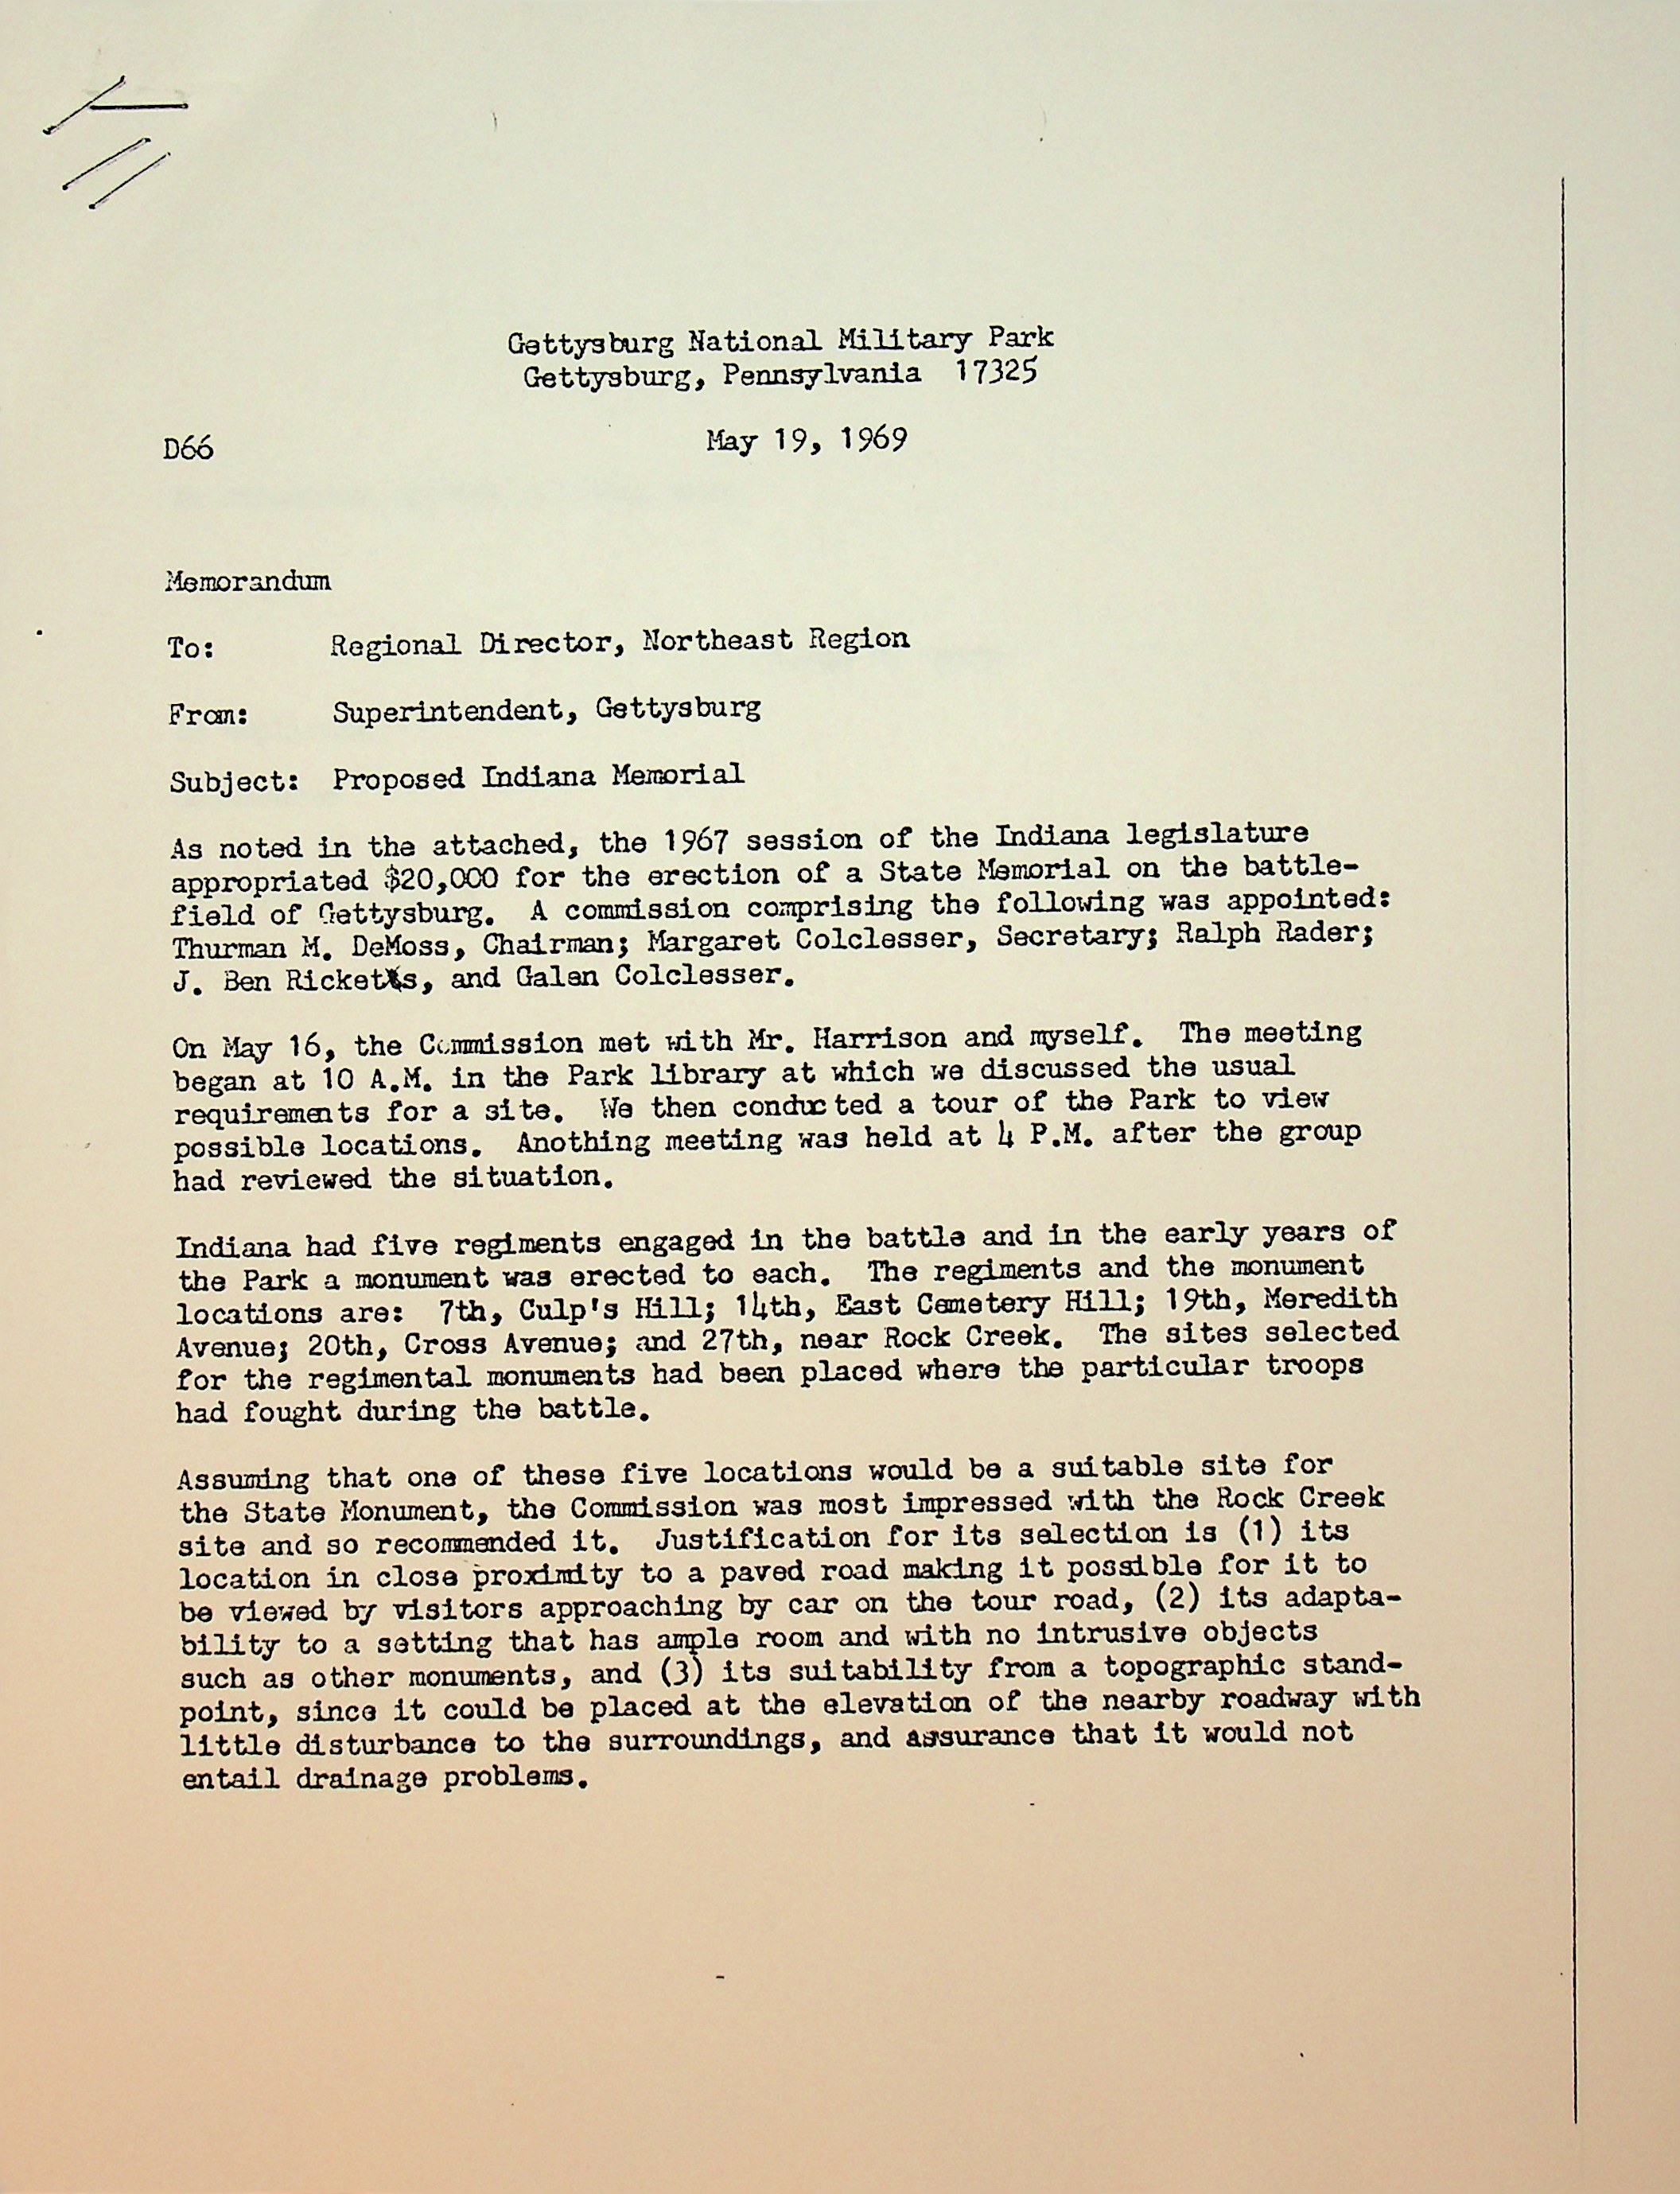 Gettysburg National Military Park
Gettysburg, Pennsylvania 17325
D66 May 19, 1969
Memorandum
To: Regional Director, Northeast Region
From: Superintendent, Gettysburg
Subject: Proposed Indiana Memorial
As noted in the attached, the 1967 session of the Indiana legislature
appropriated $20,000 for the erection of a State Memorial on the battle-
field of Gettysburg. A commission comprising the following was appointed:
Thurman M. DeMoss, Chairman; Margaret Colclesser, Secretary; Ralph Rader;
J. Ben Ricketts, and Galen Colclesser.
On May 16, the Commission met with Mr. Harrison and myself. The meeting
began at 10 A.M. in the Park library at which we discussed the usual
requirements for a site. We then conducted a tour of the Park to view
possible locations. Anothing meeting was held at 4 P.M. after the group
had reviewed the situation.
Indiana had five regiments engaged in the battle and in the early years of
the Park a monument was erected to each. The regiments and the monument
locations are: 7th, Culp's Hill; 14th, East Cemetery Hill; 19th, Meredith
Avenue; 20th, Cross Avenue; and 27th, near Rock Creek. The sites selected
for the regimental monuments had been placed where the particular troops
had fought during the battle.
Assuming that one of these five locations would be a suitable site for
the State Monument, the Commission was most impressed with the Rock Creek
site and so recommended it. Justification for its selection is (1) its
location in close proximity to a paved road making it possible for it to
be viewed by visitors approaching by car on the tour road, (2) its adapta-
bility to a setting that has ample room and with no intrusive objects
such as other monuments, and (3) its suitability from a topographic stand-
point, since it could be placed at the elevation of the nearby roadway with
little disturbance to the surroundings, and assurance that it would not
entail drainage problems.